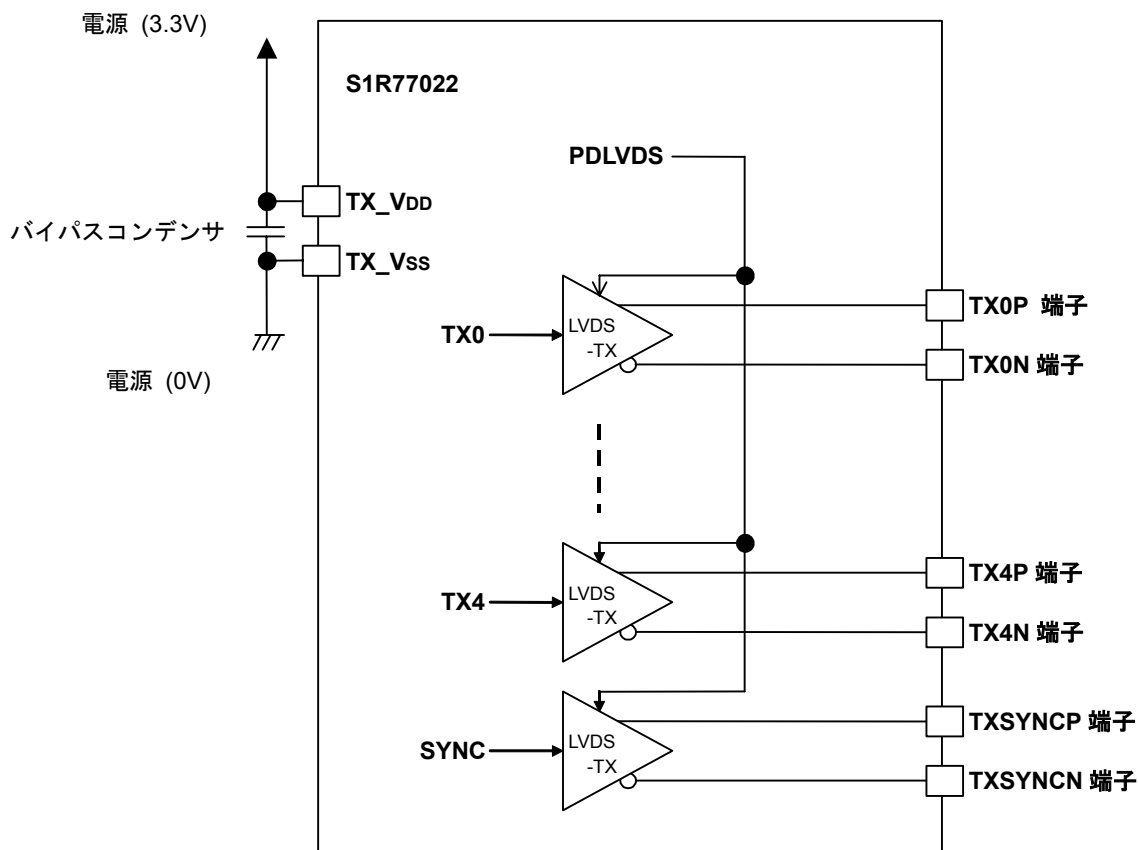 電源 (3.3V)
S1R77022
PDLVDS
TX_VDD
バイパスコンデンサ
TX_VSS
TX0
LVDS
-TX
TX0P 端子
TX0N 端子
電源 (0V)
TX4
LVDS
-TX
TX4P 端子
TX4N 端子
SYNC
LVDS
-TX
TXSYNCP 端子
TXSYNCN 端子